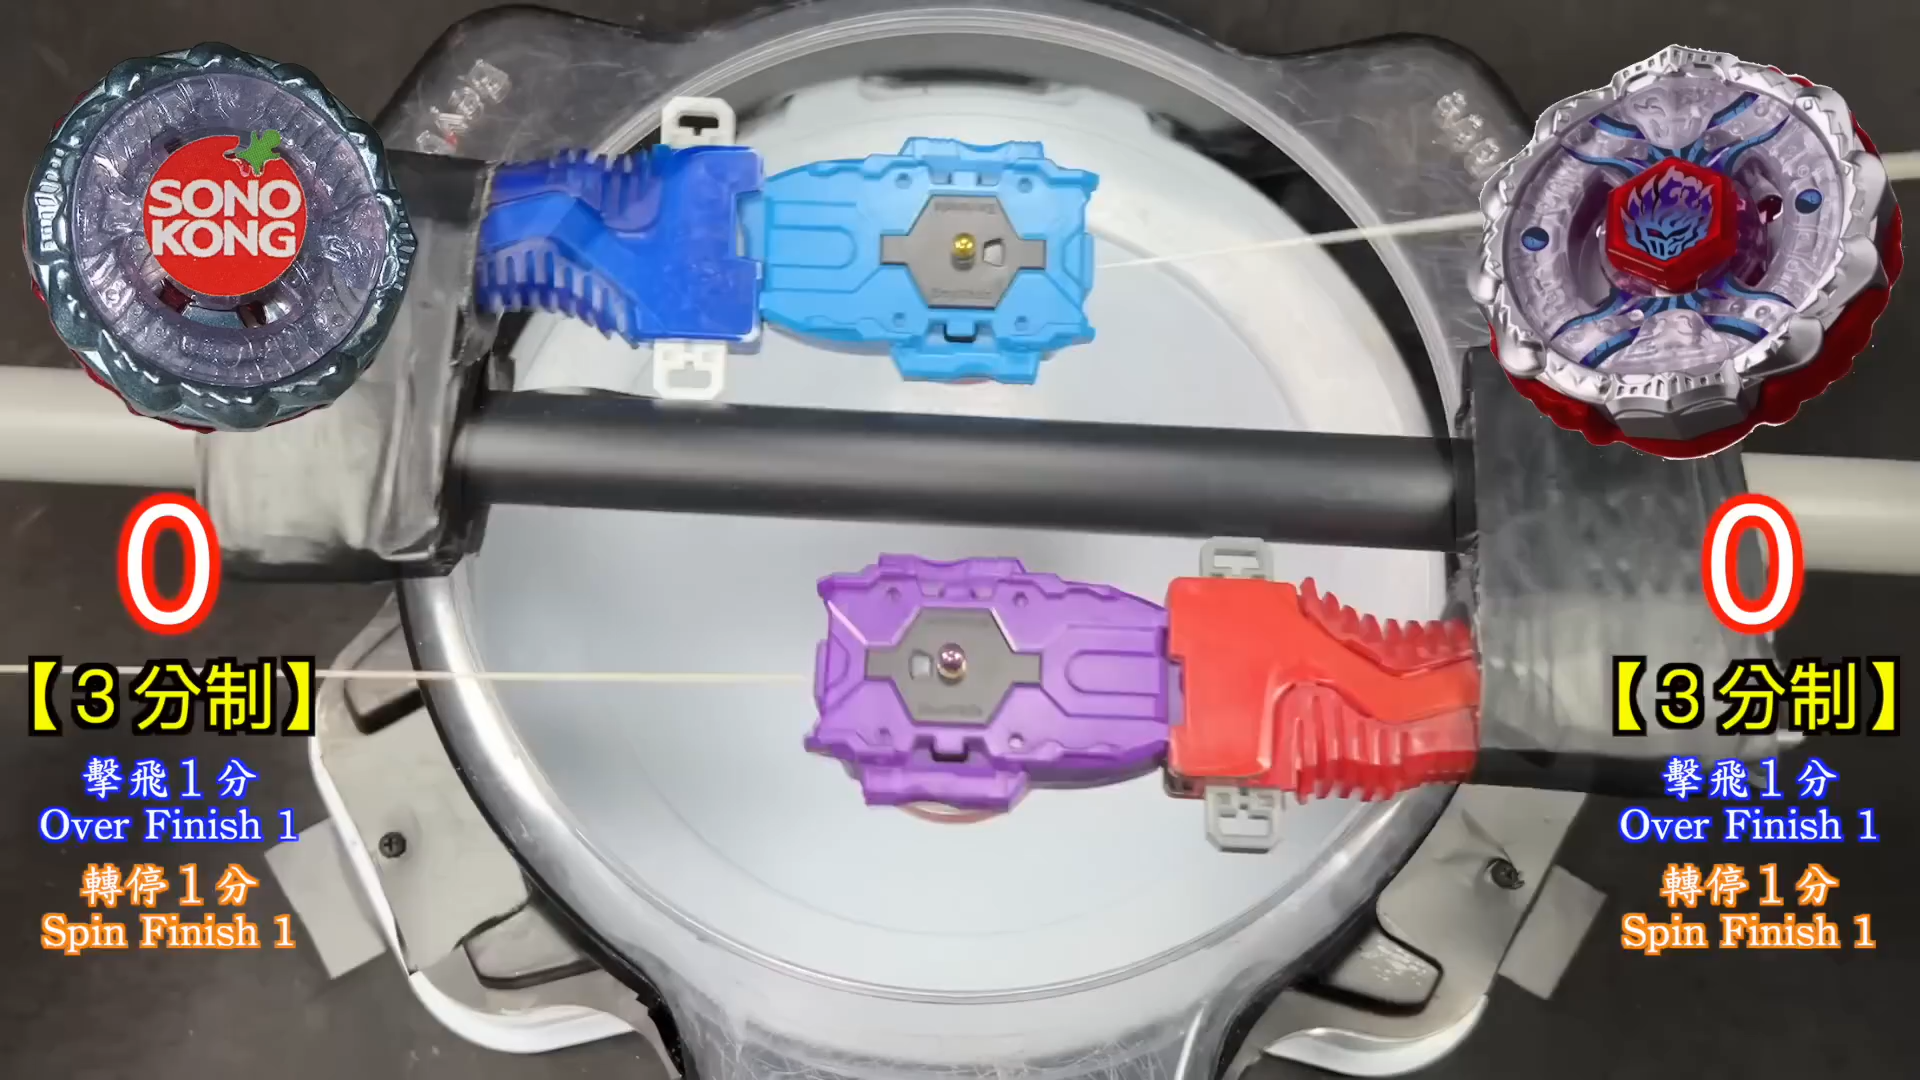 SONO
KONG
0
【3分制】
擊飛1分
Over Finish 1
轉停1分
Spin Finish 1
0
【3分制】
擊飛1分
Over Finish 1
轉停1分
Spin Finish 1